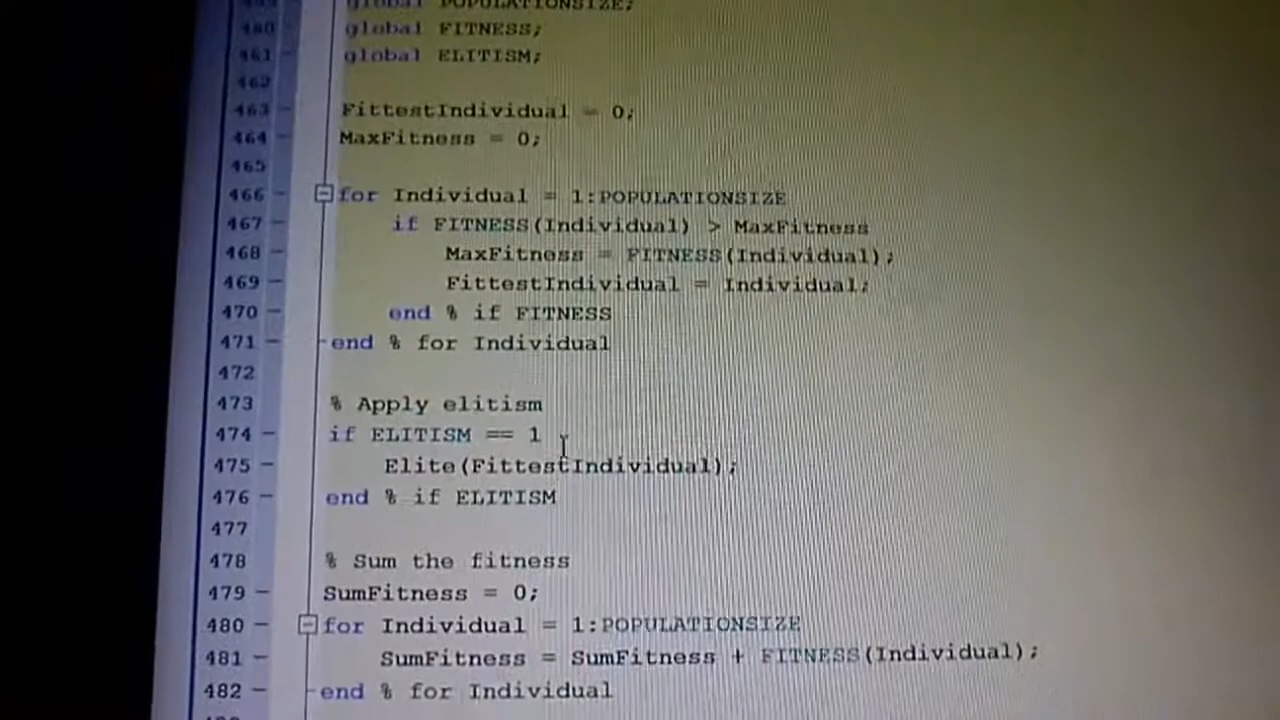 global POPULATIONSIZE;
460 global FITNESS;
461 global ELITISM;
462
463 FittestIndividual = 0;
464 MaxFitness = 0;
465
466 for Individual = 1:POPULATIONSIZE
467 if FITNESS(Individual) > MaxFitness
468 MaxFitness = FITNESS(Individual);
469 FittestIndividual = Individual;
470 end % if FITNESS
471 end % for Individual
472
473 % Apply elitism
474 if ELITISM == 1
475 Elite(FittestIndividual);
476 end % if ELITISM
477
478 % Sum the fitness
479 SumFitness = 0;
480 for Individual = 1:POPULATIONSIZE
481 SumFitness = SumFitness + FITNESS(Individual);
482 end % for Individual